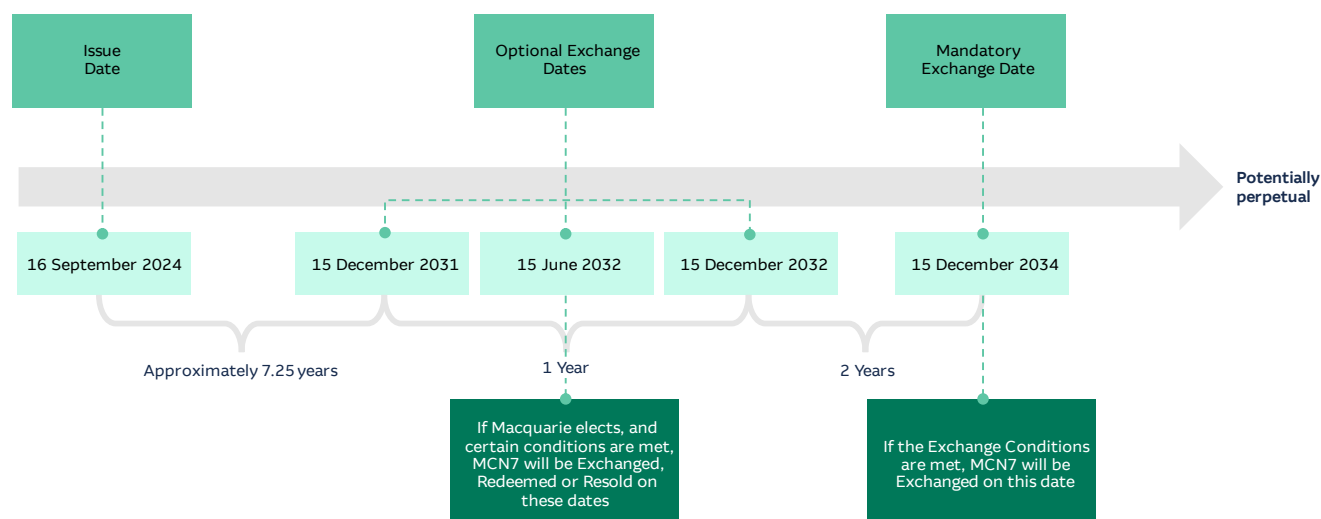 Issue
Date
Optional Exchange
Dates
Mandatory
Exchange Date
Potentially
perpetual
16 September 2024
15 December 2031
15 June 2032
15 December 2032
15 December 2034
Approximately 7.25 years
1 Year
2 Years
If Macquarie elects, and
certain conditions are met,
MCN7 will be Exchanged,
Redeemed or Resold on
these dates
If the Exchange Conditions
are met, MCN7 will be
Exchanged on this date